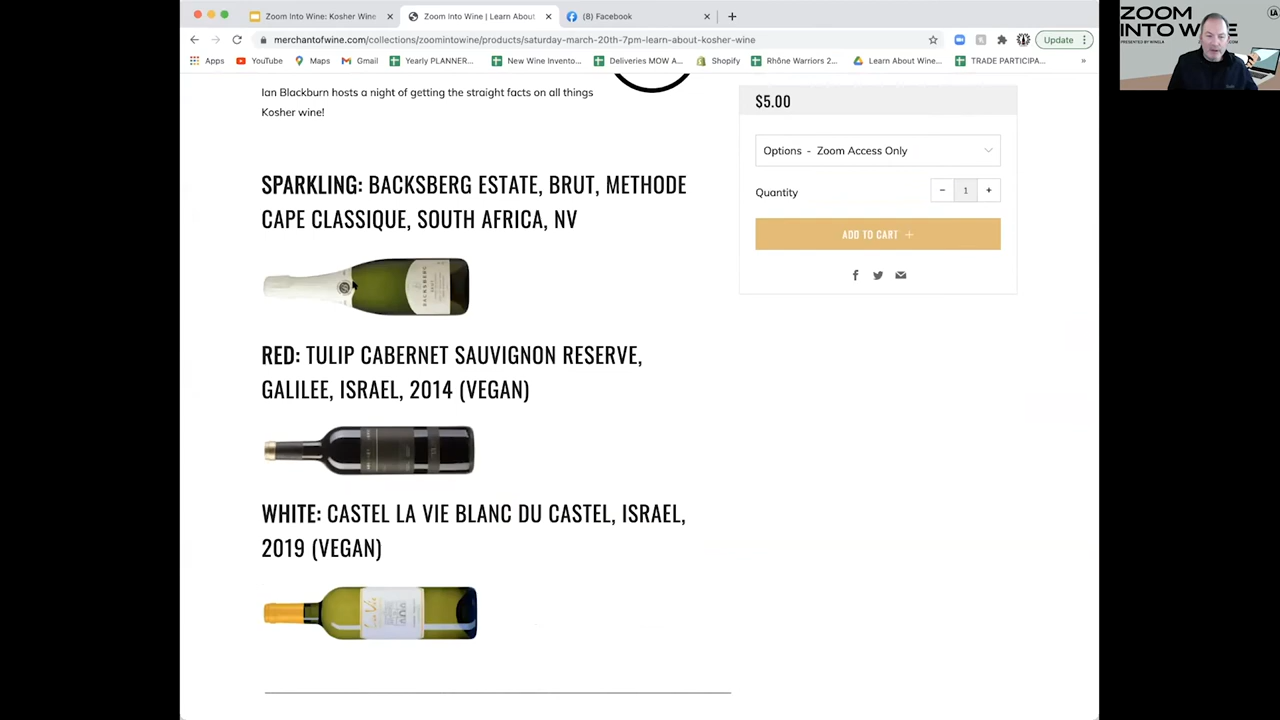 Zoom Into Wine: Kosher Wine
Zoom Into Wine | Learn About
(8) Facebook
merchantofwine.com/collections/zoomintowine/products/saturday-march-20th-7pm-learn-about-kosher-wine
Update
Apps
YouTube
Maps
Gmail
Yearly PLANNER...
New Wine Invento...
Deliveries MOW A...
Shopify
Rhône Warriors 2...
Learn About Wine...
TRADE PARTICIPA...
»
ZOOM
INTO WINE
Ian Blackburn hosts a night of getting the straight facts on all things
Kosher wine!
$5.00
Options - Zoom Access Only
Quantity
− 1 +
ADD TO CART +
SPARKLING: BACKSBERG ESTATE, BRUT, METHODE
CAPE CLASSIQUE, SOUTH AFRICA, NV
BACKSBERG
RED: TULIP CABERNET SAUVIGNON RESERVE,
GALILEE, ISRAEL, 2014 (VEGAN)
WHITE: CASTEL LA VIE BLANC DU CASTEL, ISRAEL,
2019 (VEGAN)
La Vie